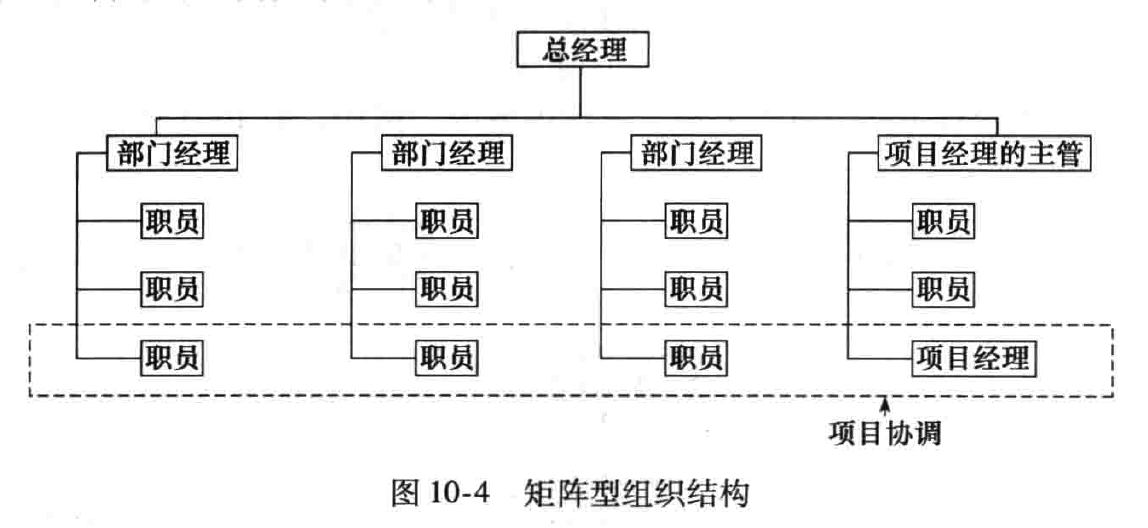 总经理
部门经理 部门经理 部门经理 项目经理的主管
职员 职员 职员 职员
职员 职员 职员 职员
职员 职员 职员 项目经理
项目协调
图 10-4 矩阵型组织结构